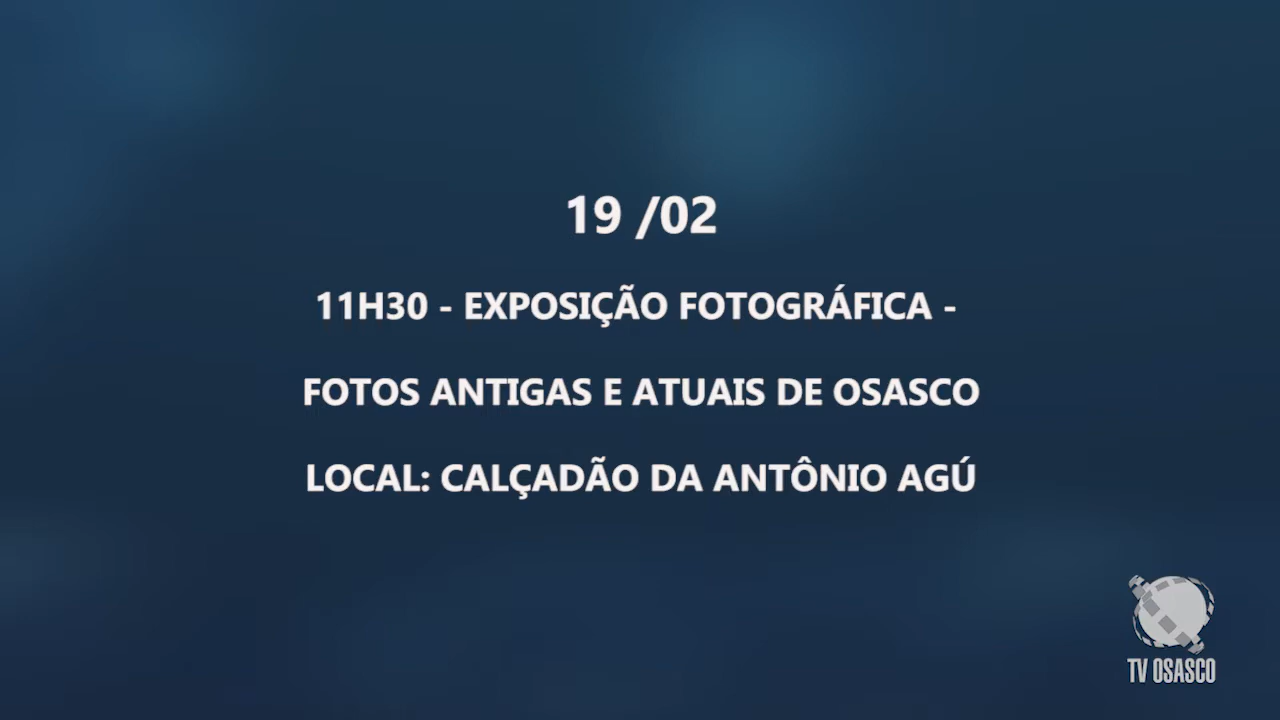 19 /02
11H30 - EXPOSIÇÃO FOTOGRÁFICA -
FOTOS ANTIGAS E ATUAIS DE OSASCO
LOCAL: CALÇADÃO DA ANTÔNIO AGÚ
TV OSASCO